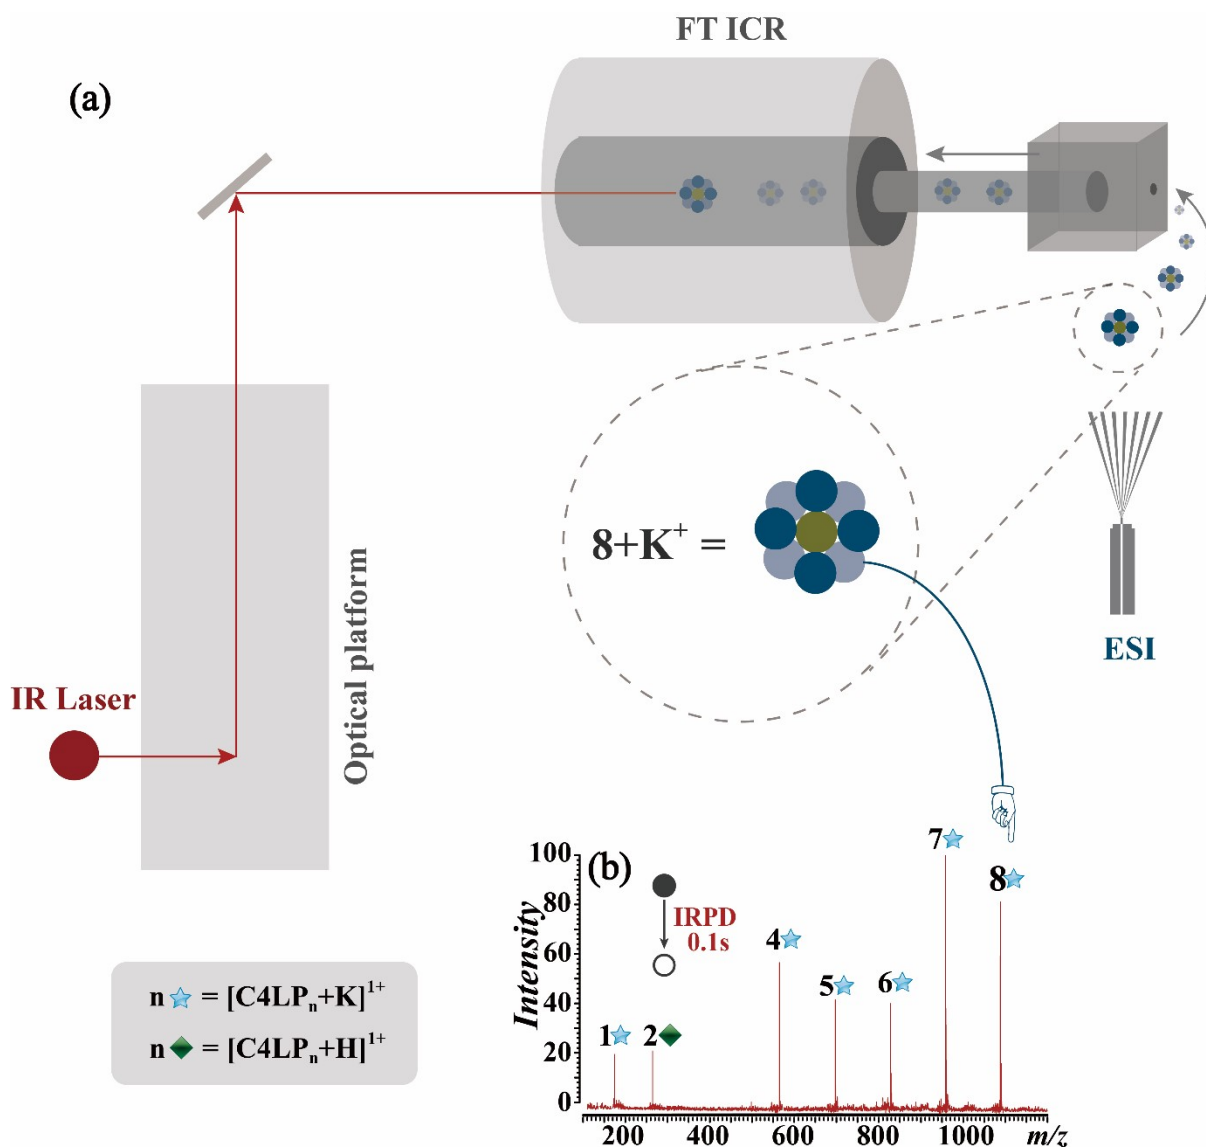 FT ICR
(a)
8+K⁺ =
ESI
IR Laser
Optical platform
n = [C4LPₙ+K]¹⁺
n = [C4LPₙ+H]¹⁺
(b)
IRPD
0.1s
Intensity
100
80
60
40
20
0
1
2
4
5
6
7
8
200 400 600 800 1000 m/z